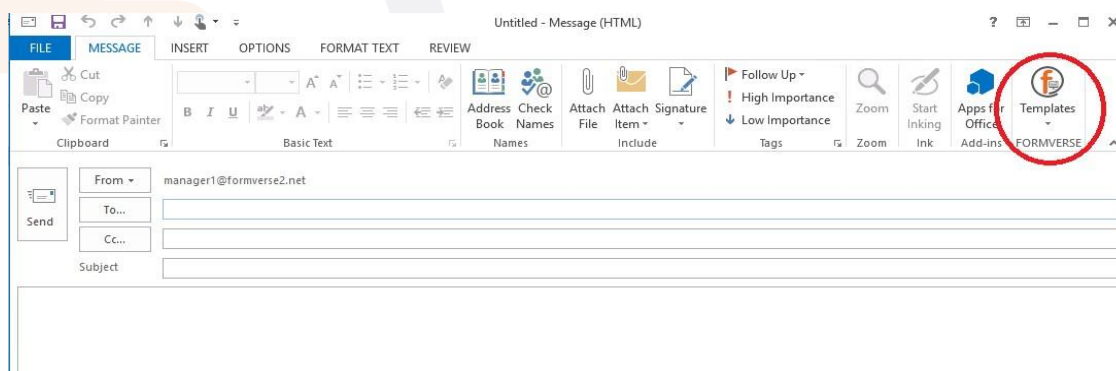 Untitled - Message (HTML)
?
FILE MESSAGE INSERT OPTIONS FORMAT TEXT REVIEW
Paste
Cut
Copy
Format Painter
Clipboard
A A
B I U aby A
Basic Text
Address Book
Check Names
Names
Attach File
Attach Item
Signature
Include
Follow Up
High Importance
Low Importance
Tags
Zoom
Zoom
Start Inking
Ink
Apps for Office
Add-ins
Templates
FORMVERSE
Send
From manager1@formverse2.net
To...
Cc...
Subject